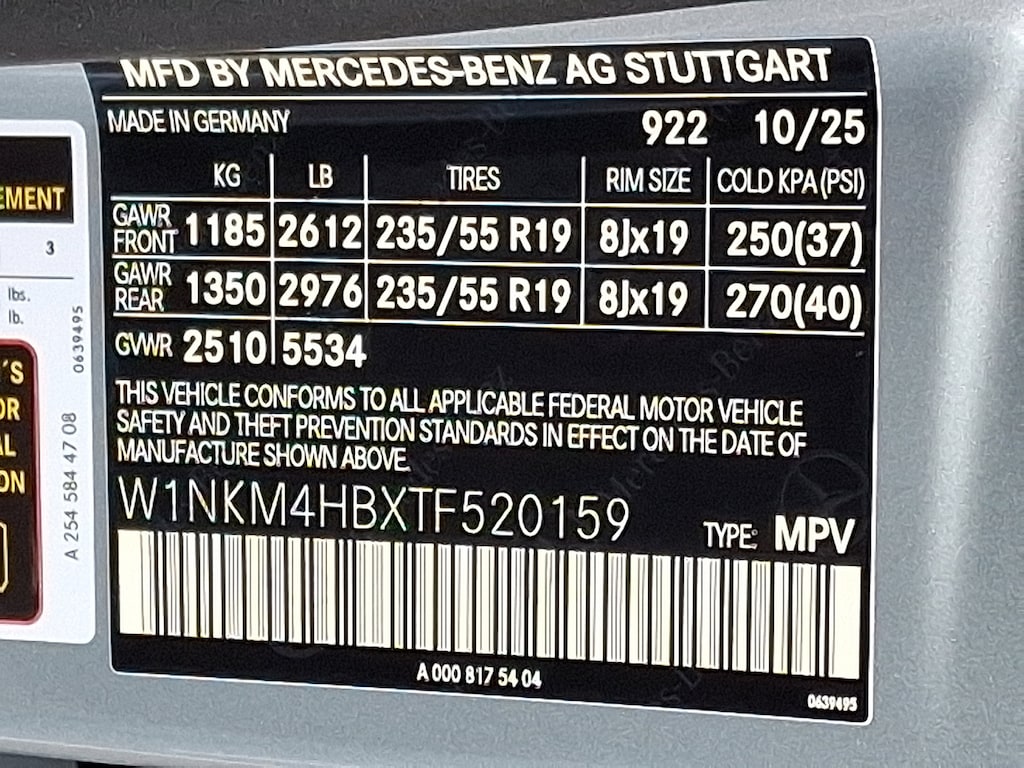 MFD BY MERCEDES-BENZ AG STUTTGART
MADE IN GERMANY 922 10/25
KG LB TIRES RIM SIZE COLD KPA (PSI)
GAWR FRONT 1185 2612 235/55 R19 8Jx19 250(37)
GAWR REAR 1350 2976 235/55 R19 8Jx19 270(40)
GVWR 2510 5534
THIS VEHICLE CONFORMS TO ALL APPLICABLE FEDERAL MOTOR VEHICLE
SAFETY AND THEFT PREVENTION STANDARDS IN EFFECT ON THE DATE OF
MANUFACTURE SHOWN ABOVE.
W1NKM4HBXTF520159 TYPE: MPV
A 000 817 54 04
0639495
EMENT
3
lbs.
lb.
0639495
A 254 584 47 08
'S
OR
AL
ON